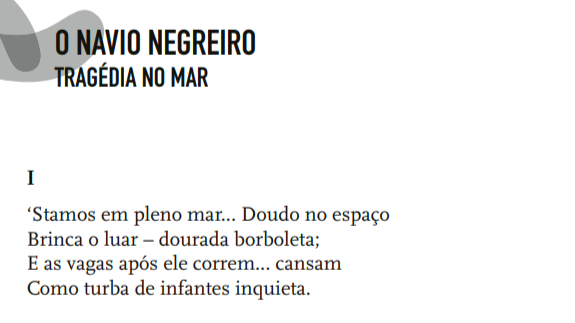 O NAVIO NEGREIRO
TRAGÉDIA NO MAR
I
‘Stamos em pleno mar... Doudo no espaço
Brinca o luar – dourada borboleta;
E as vagas após ele correm... cansam
Como turba de infantes inquieta.